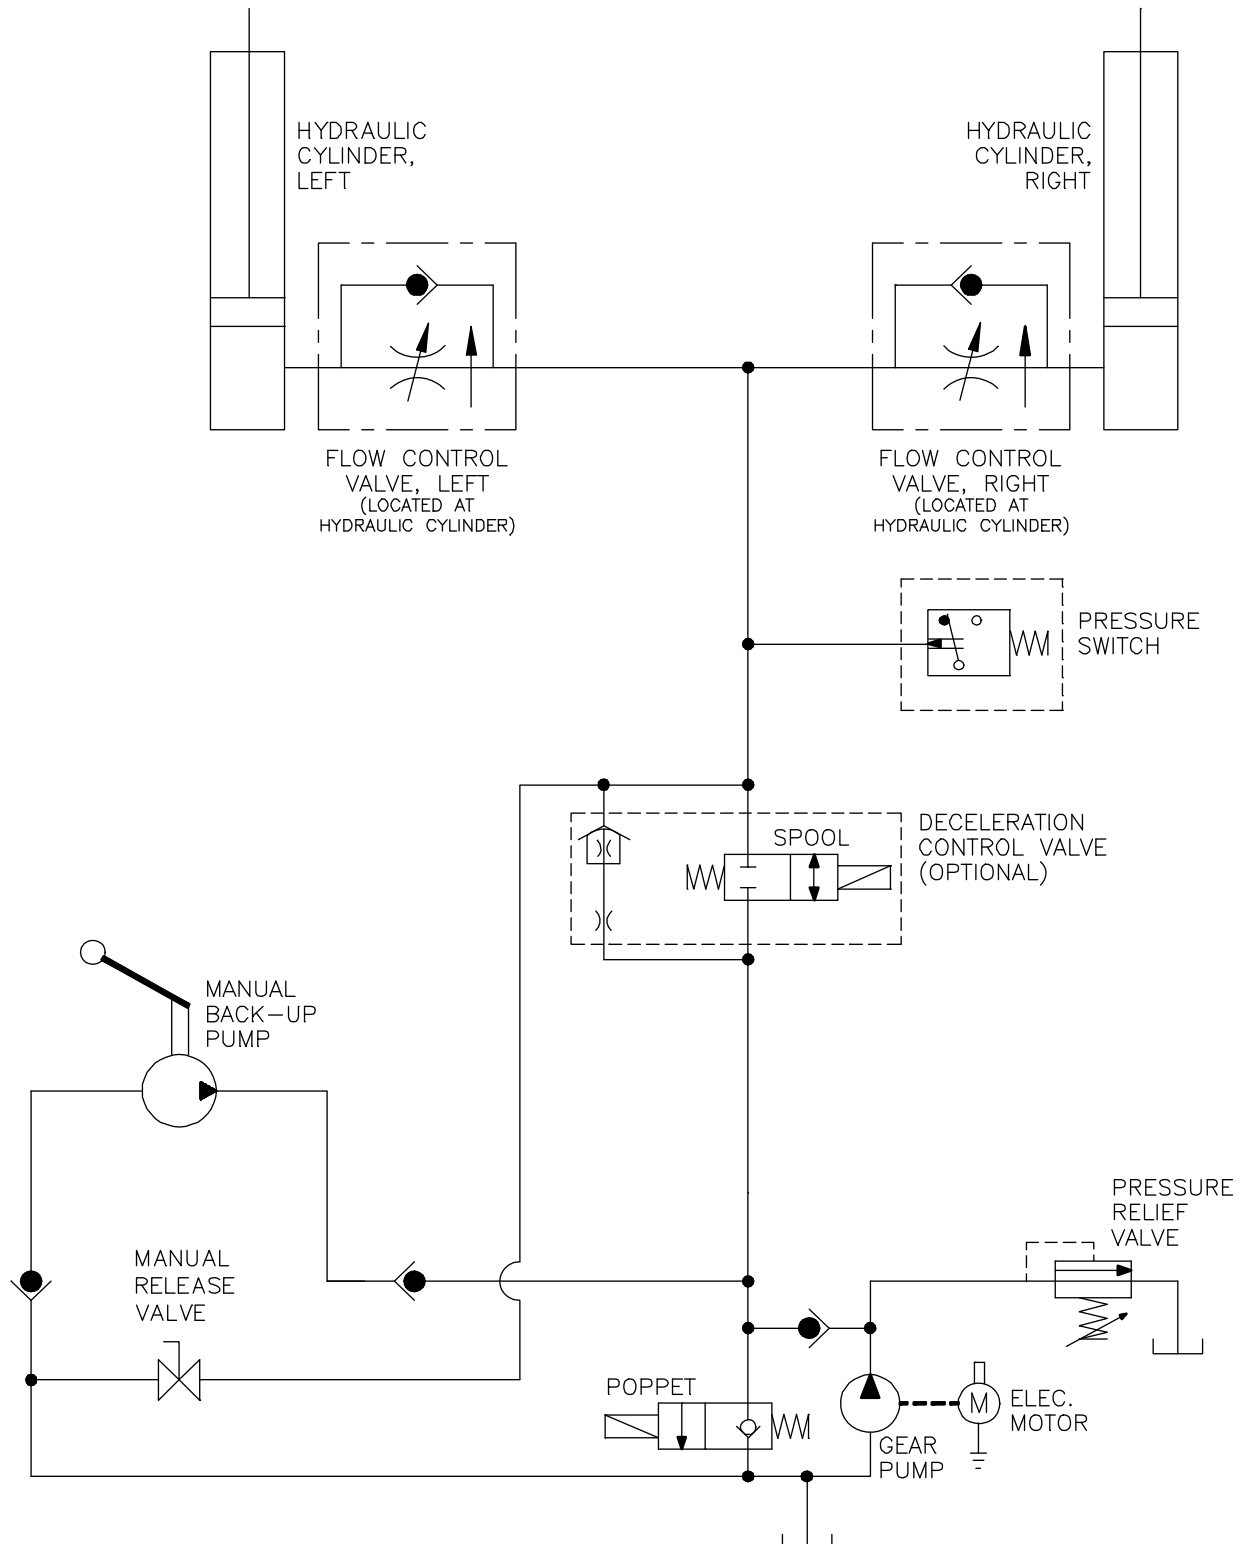 HYDRAULIC
CYLINDER,
LEFT
HYDRAULIC
CYLINDER,
RIGHT
FLOW CONTROL
VALVE, LEFT
(LOCATED AT
HYDRAULIC CYLINDER)
FLOW CONTROL
VALVE, RIGHT
(LOCATED AT
HYDRAULIC CYLINDER)
PRESSURE
SWITCH
SPOOL
DECELERATION
CONTROL VALVE
(OPTIONAL)
MANUAL
BACK-UP
PUMP
MANUAL
RELEASE
VALVE
PRESSURE
RELIEF
VALVE
POPPET
M
ELEC.
MOTOR
GEAR
PUMP